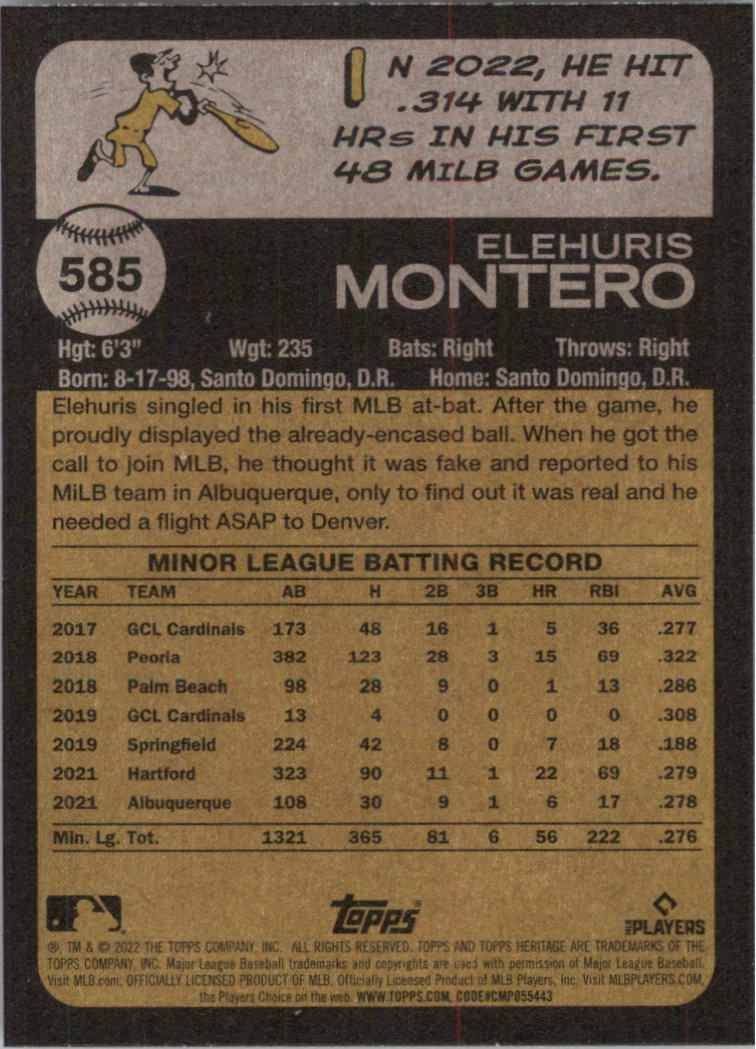 IN 2022, HE HIT
.314 WITH 11
HRs IN HIS FIRST
48 MILB GAMES.
585
ELEHURIS
MONTERO
Hgt: 6'3" Wgt: 235 Bats: Right Throws: Right
Born: 8-17-98, Santo Domingo, D.R. Home: Santo Domingo, D.R.
Elehuris singled in his first MLB at-bat. After the game, he
proudly displayed the already-encased ball. When he got the
call to join MLB, he thought it was fake and reported to his
MiLB team in Albuquerque, only to find out it was real and he
needed a flight ASAP to Denver.
MINOR LEAGUE BATTING RECORD
YEAR TEAM AB H 2B 3B HR RBI AVG
2017 GCL Cardinals 173 48 16 1 5 36 .277
2018 Peoria 382 123 28 3 15 69 .322
2018 Palm Beach 98 28 9 0 1 13 .286
2019 GCL Cardinals 13 4 0 0 0 0 .308
2019 Springfield 224 42 8 0 7 18 .188
2021 Hartford 323 90 11 1 22 69 .279
2021 Albuquerque 108 30 9 1 6 17 .278
Min. Lg. Tot. 1321 365 81 6 56 222 .276
Topps®
MLB PLAYERS
®, TM & © 2022 THE TOPPS COMPANY, INC. ALL RIGHTS RESERVED. TOPPS AND TOPPS HERITAGE ARE TRADEMARKS OF THE
TOPPS COMPANY, INC. Major League Baseball trademarks and copyrights are used with permission of Major League Baseball.
Visit MLB.com. OFFICIALLY LICENSED PRODUCT OF MLB. Officially Licensed Product of MLB Players, Inc. Visit MLBPLAYERS.COM,
the Players Choice on the web. WWW.TOPPS.COM, CODE#CMP055443